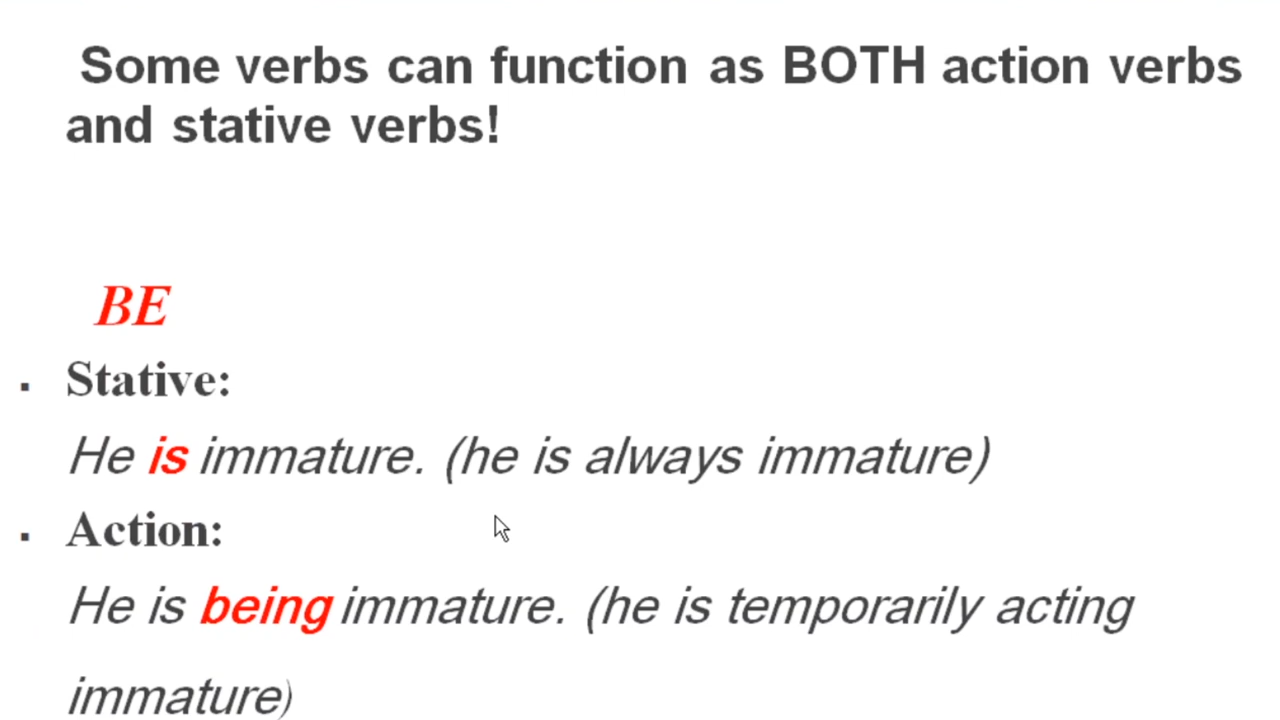 Some verbs can function as BOTH action verbs
and stative verbs!
BE
▪ Stative:
He is immature. (he is always immature)
▪ Action:
He is being immature. (he is temporarily acting
immature)